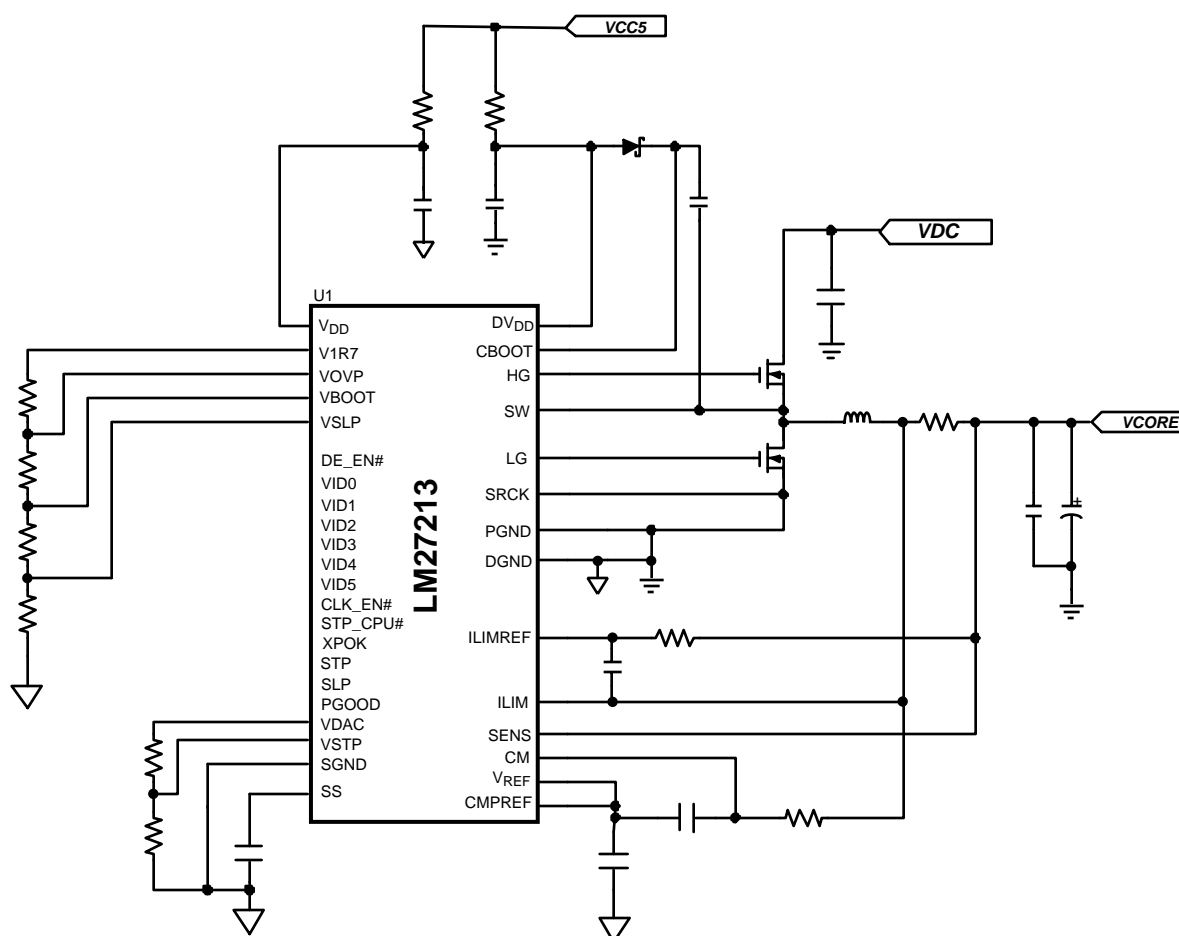 VCC5
VDC
U1
VDD
V1R7
VOVP
VBOOT
VSLP
DE_EN#
VID0
VID1
VID2
VID3
VID4
VID5
CLK_EN#
STP_CPU#
XPOK
STP
SLP
PGOOD
VDAC
VSTP
SGND
SS
LM27213
DVDD
CBOOT
HG
SW
LG
SRCK
PGND
DGND
ILIMREF
ILIM
SENS
CM
VREF
CMPREF
VCORE
+